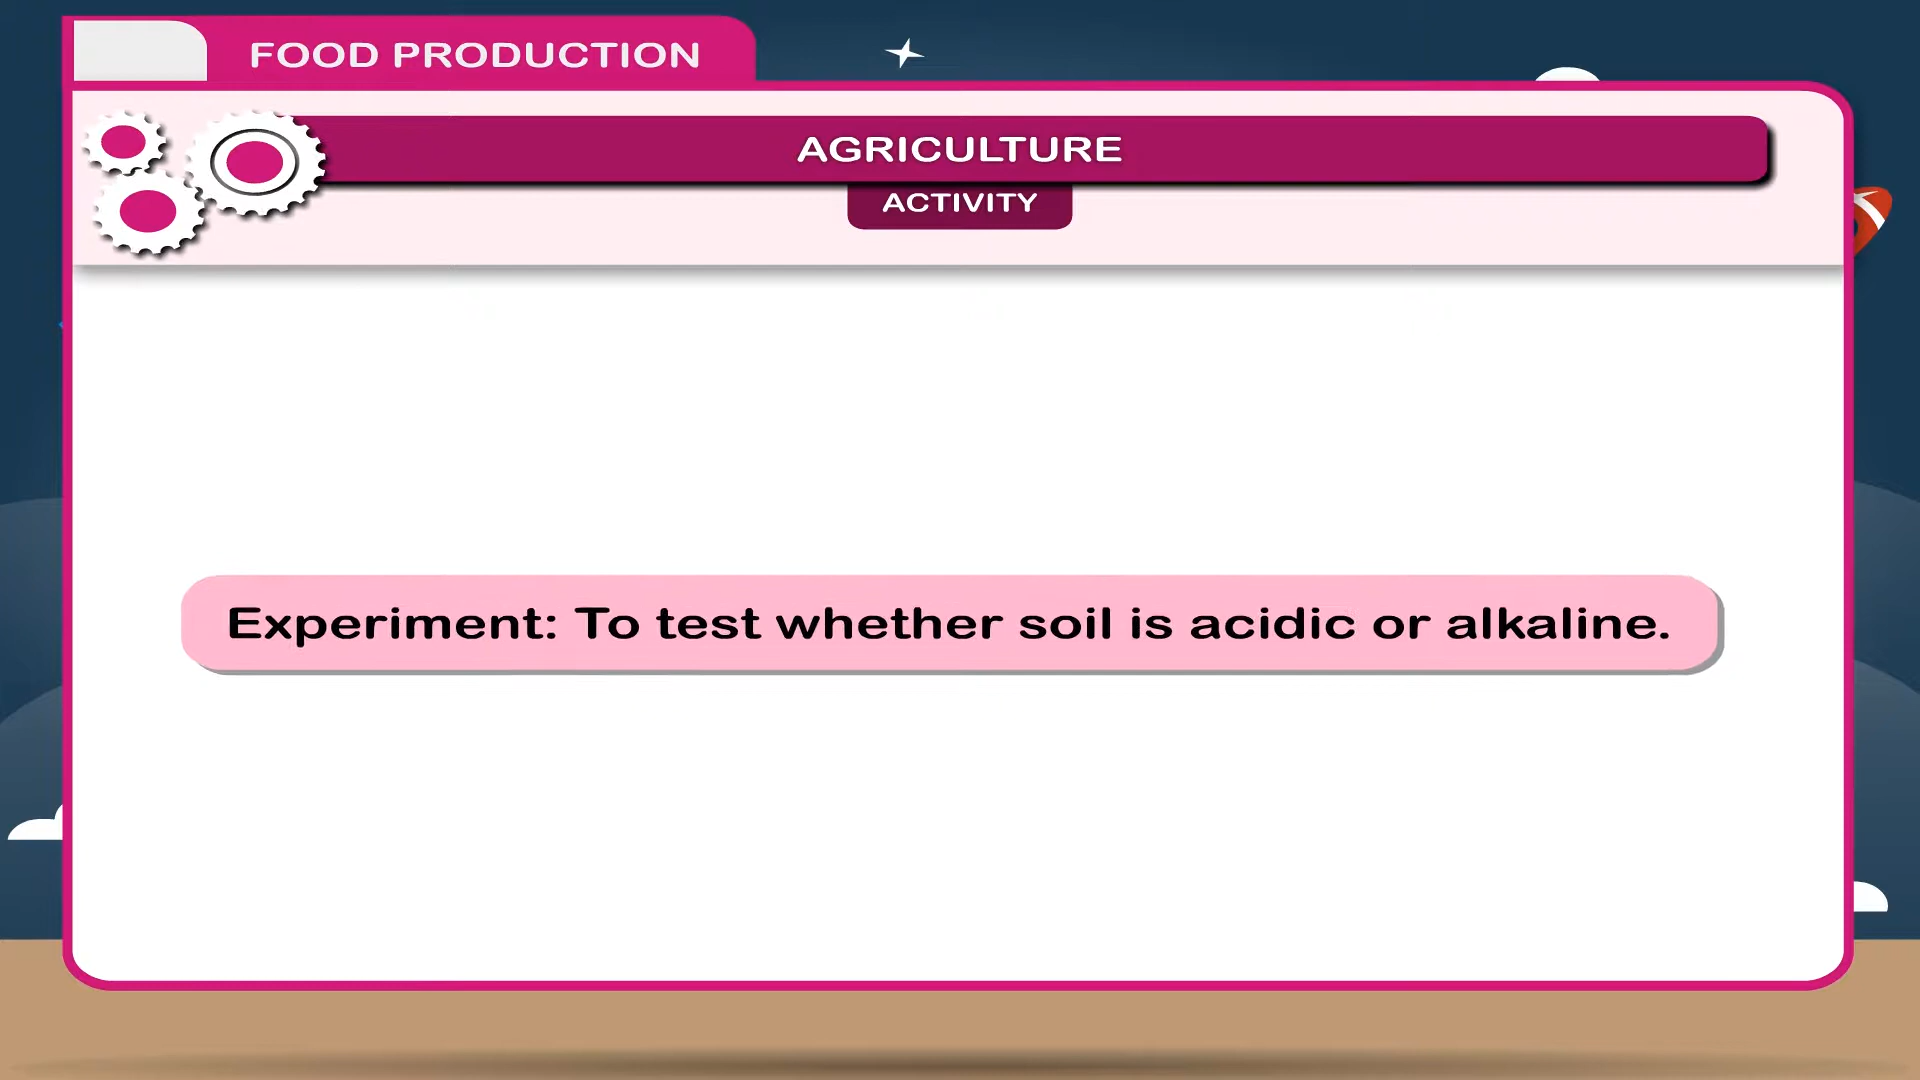 FOOD PRODUCTION
AGRICULTURE
ACTIVITY
Experiment: To test whether soil is acidic or alkaline.